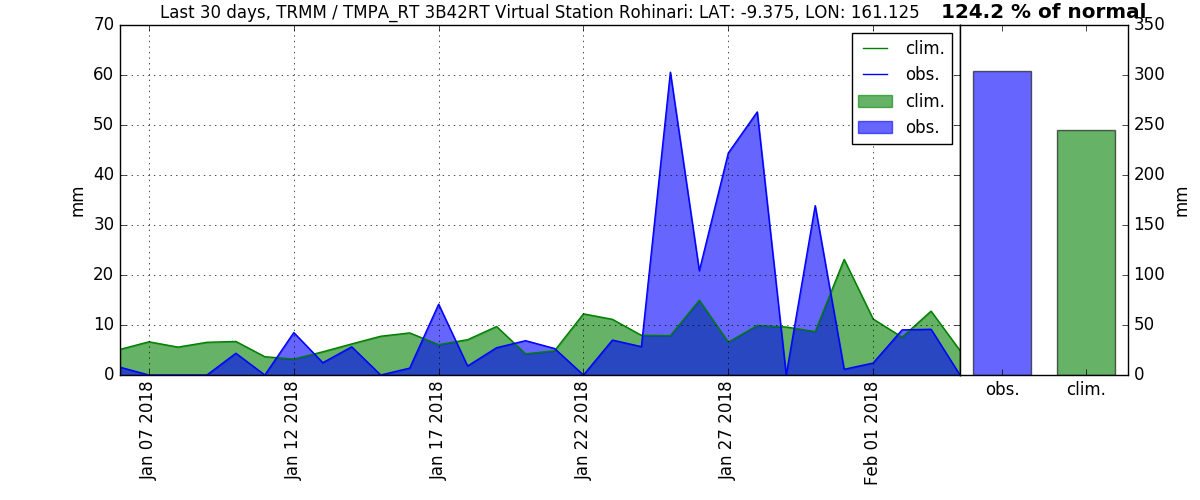 Last 30 days, TRMM / TMPA_RT 3B42RT Virtual Station Rohinari: LAT: -9.375, LON: 161.125
124.2 % of normal
70
60
50
40
30
20
10
0
mm
Jan 07 2018
Jan 12 2018
Jan 17 2018
Jan 22 2018
Jan 27 2018
Feb 01 2018
clim.
obs.
clim.
obs.
350
300
250
200
150
100
50
0
mm
obs.
clim.